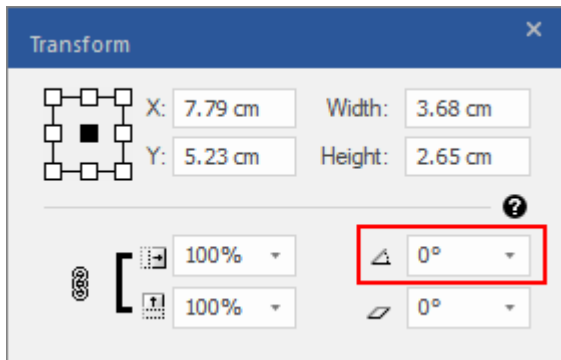 Transform
X: 7.79 cm Width: 3.68 cm
Y: 5.23 cm Height: 2.65 cm
?
100% 0°
100% 0°